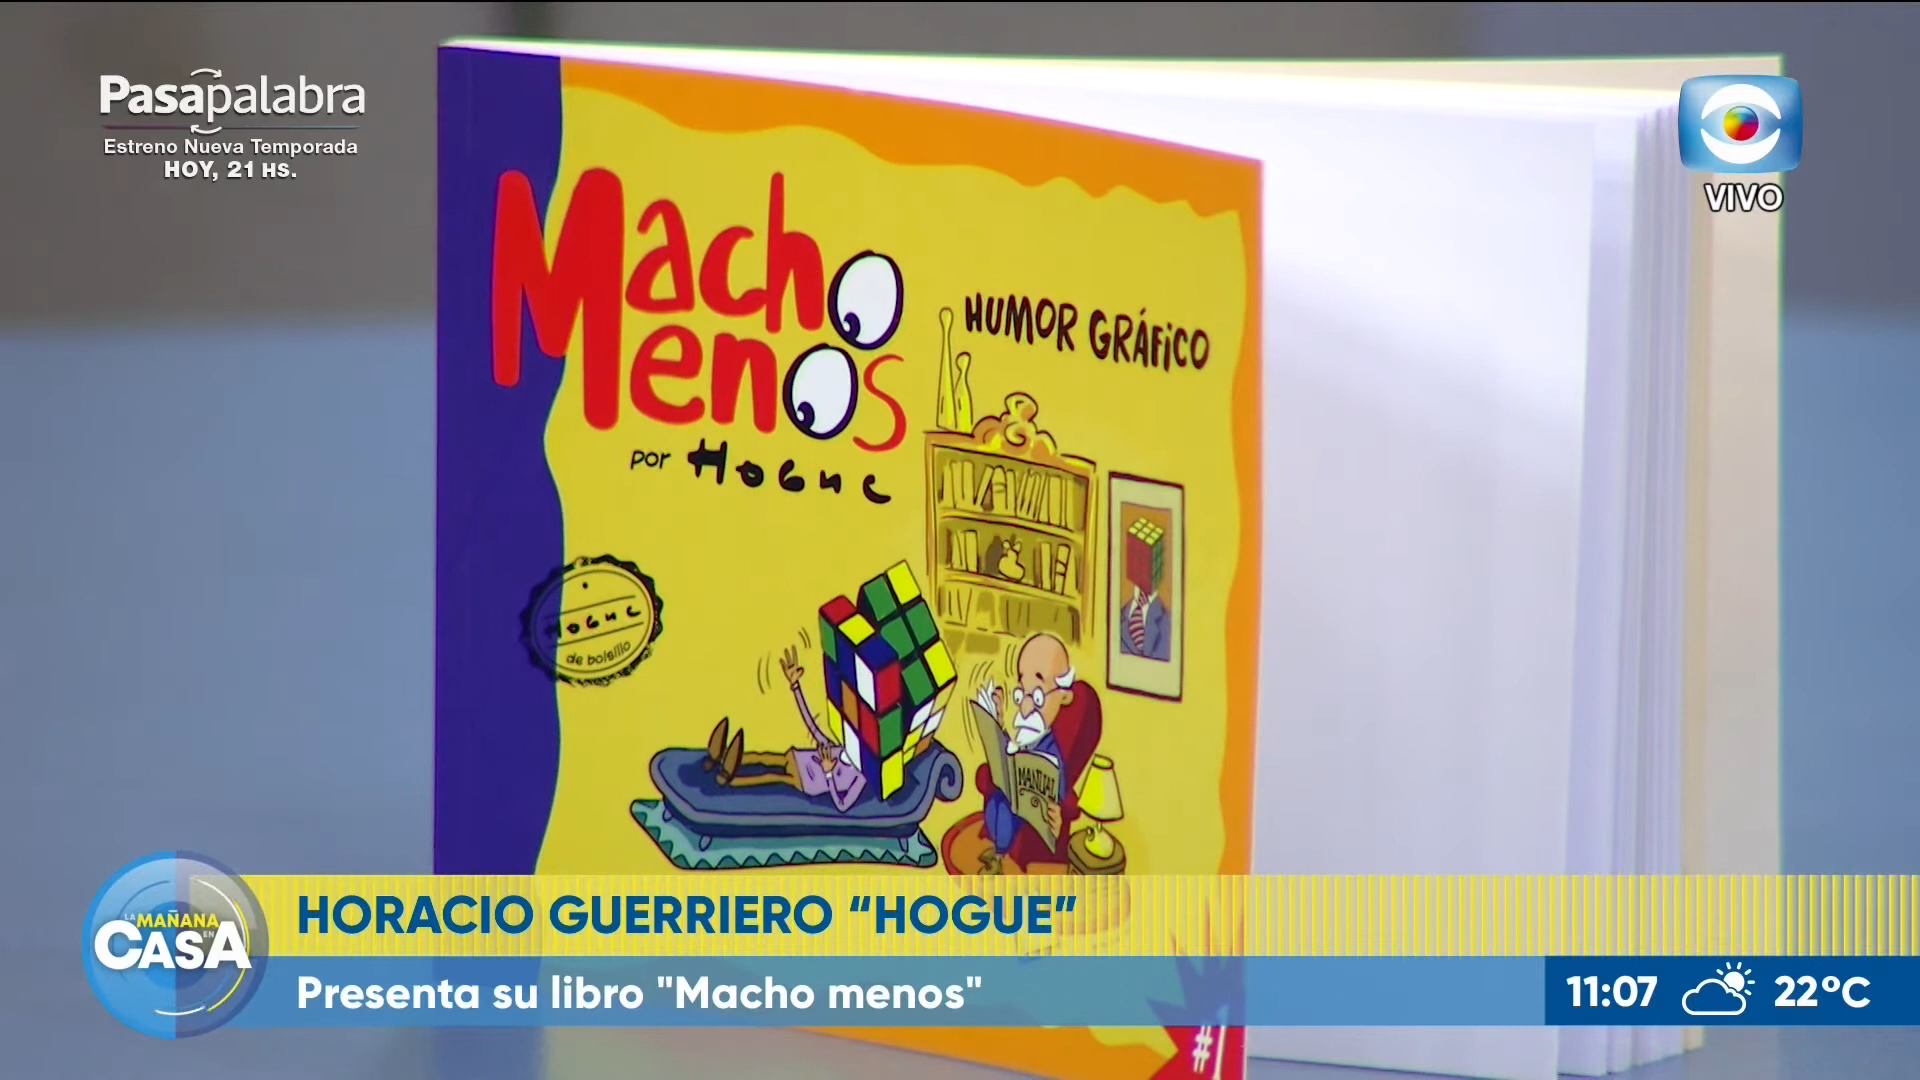 Pasapalabra
Estreno Nueva Temporada
HOY, 21 HS.
VIVO
Macho
Menos
por HOGUE
HUMOR GRÁFICO
HOGUE
de bolsillo
MANUAL
HORACIO GUERRIERO “HOGUE”
LA
MAÑANA
EN
CASA
Presenta su libro "Macho menos"
11:07 22°C
#1